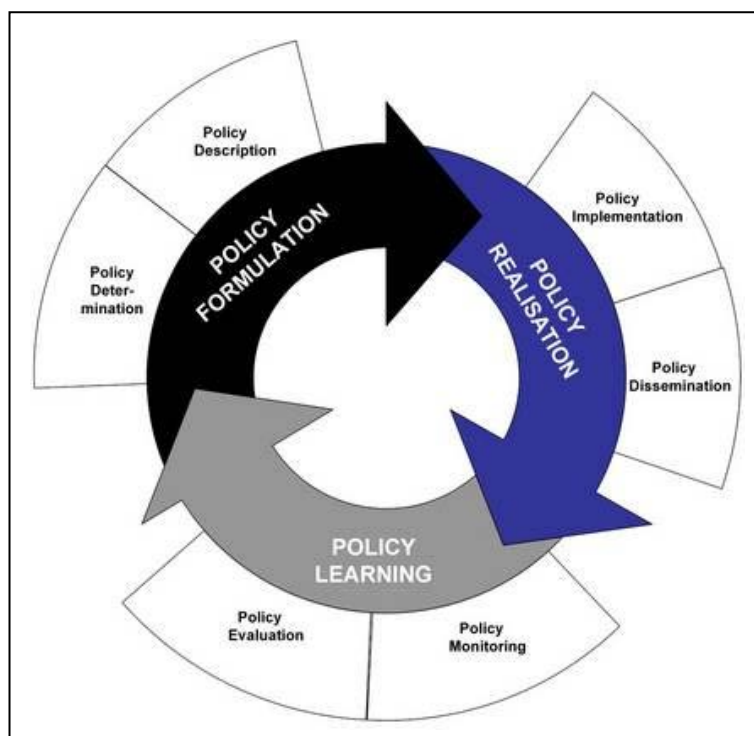 Policy
Description
Policy
Deter-
mination
POLICY
FORMULATION
POLICY
REALISATION
Policy
Implementation
Policy
Dissemination
POLICY
LEARNING
Policy
Monitoring
Policy
Evaluation